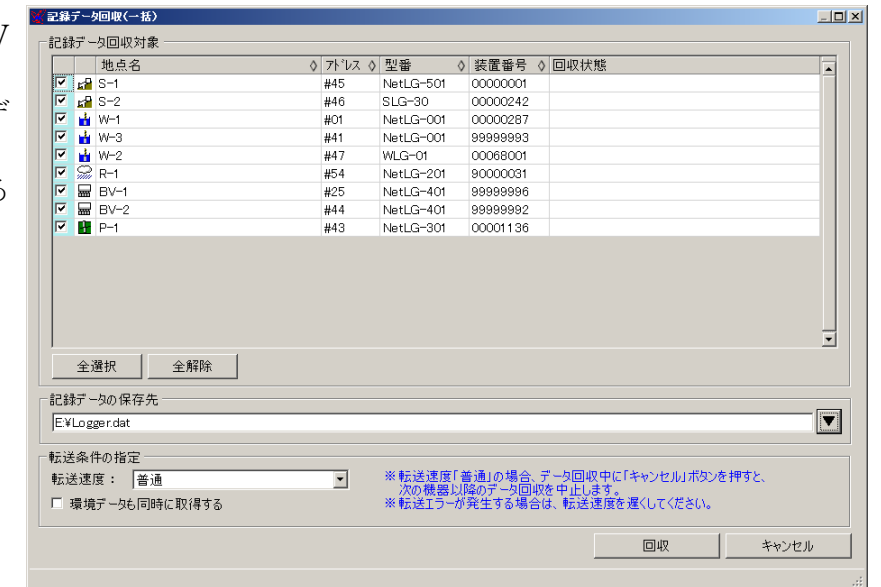 記録データ回収(一括)
記録データ回収対象
地点名 アドレス 型番 装置番号 回収状態
S-1 #45 NetLG-501 00000001
S-2 #46 SLG-30 00000242
W-1 #01 NetLG-001 00000287
W-3 #41 NetLG-001 99999993
W-2 #47 WLG-01 00068001
R-1 #54 NetLG-201 90000031
BV-1 #25 NetLG-401 99999996
BV-2 #44 NetLG-401 99999992
P-1 #43 NetLG-301 00001136
全選択 全解除
記録データの保存先
E:¥Logger.dat
転送条件の指定
転送速度: 普通
※転送速度「普通」の場合、データ回収中に「キャンセル」ボタンを押すと、
次の機器以降のデータ回収を中止します。
環境データも同時に取得する
※転送エラーが発生する場合は、転送速度を遅くしてください。
回収 キャンセル